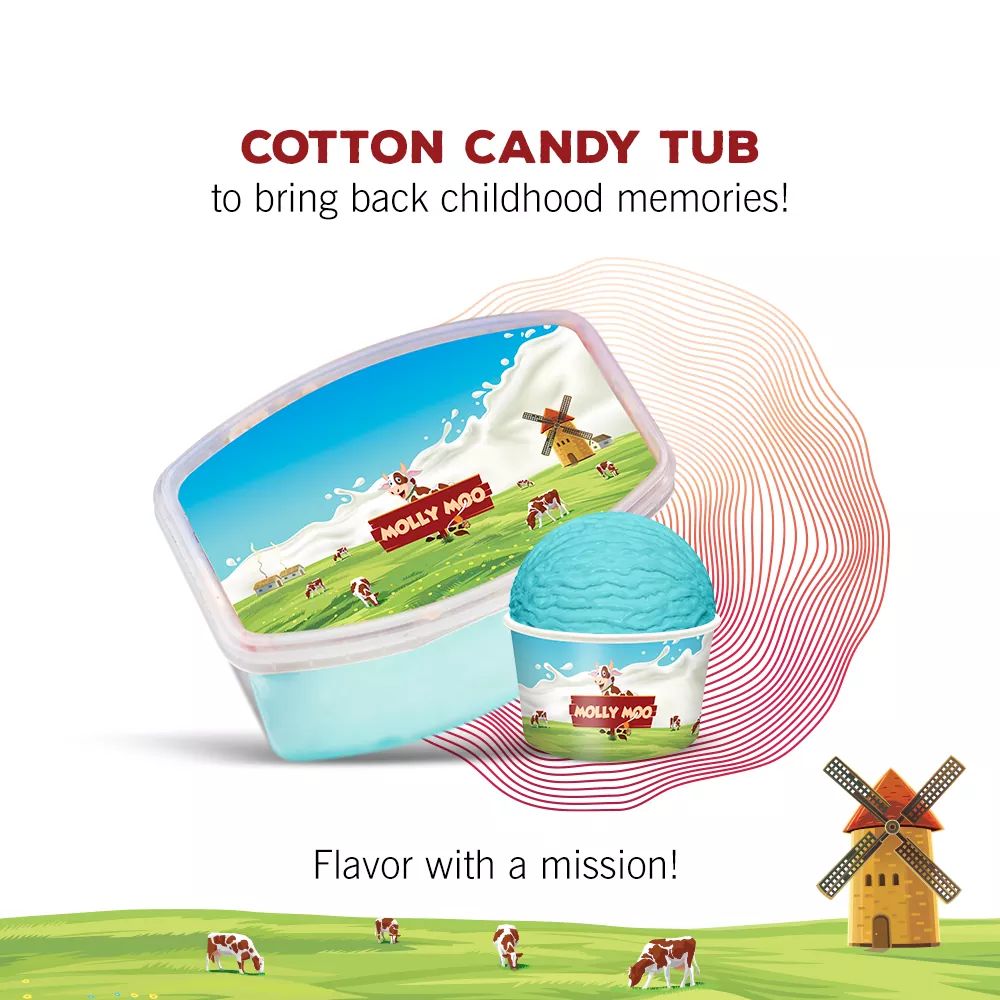 COTTON CANDY TUB
to bring back childhood memories!
MOLLY MOO
MOLLY MOO
Flavor with a mission!